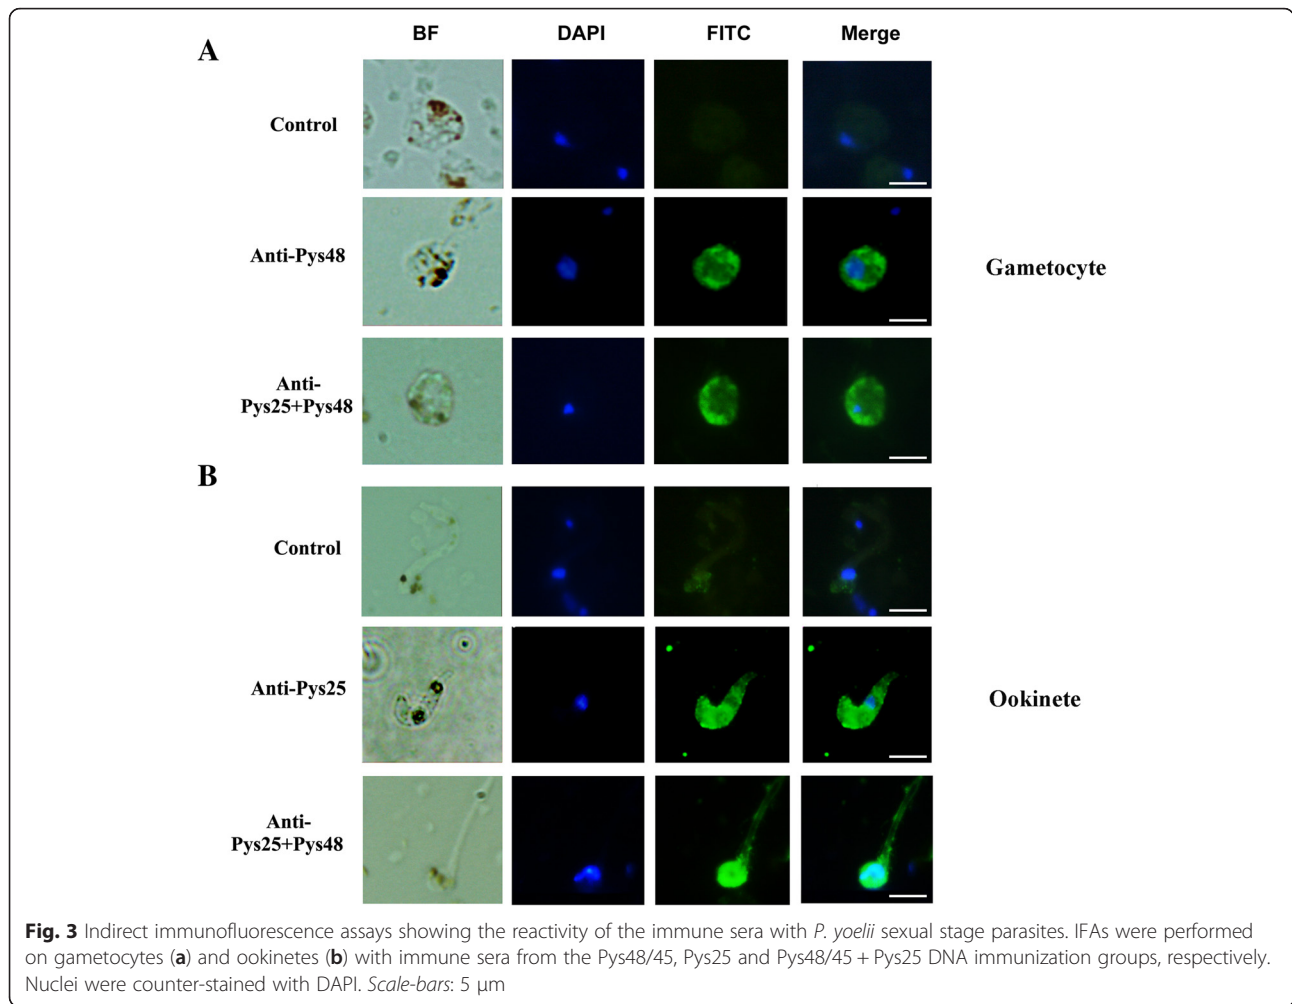 BF DAPI FITC Merge
A
Control
Anti-Pys48
Gametocyte
Anti-
Pys25+Pys48
B
Control
Anti-Pys25
Ookinete
Anti-
Pys25+Pys48
Fig. 3 Indirect immunofluorescence assays showing the reactivity of the immune sera with P. yoelii sexual stage parasites. IFAs were performed
on gametocytes (a) and ookinetes (b) with immune sera from the Pys48/45, Pys25 and Pys48/45 + Pys25 DNA immunization groups, respectively.
Nuclei were counter-stained with DAPI. Scale-bars: 5 μm